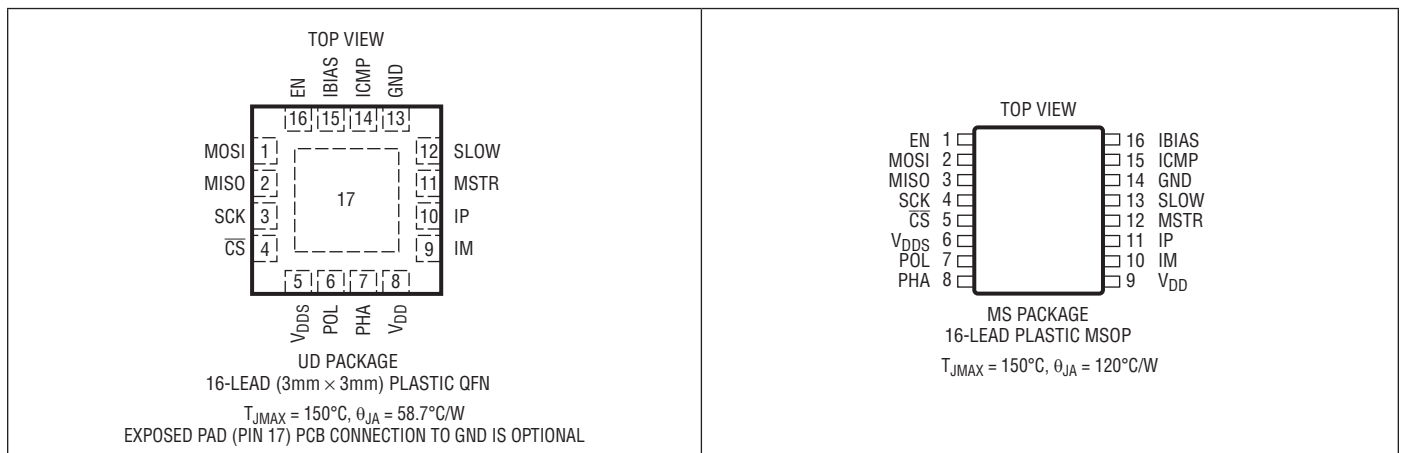 TOP VIEW
EN IBIAS ICMP GND
16 15 14 13
MOSI 1 12 SLOW
MISO 2 11 MSTR
17
SCK 3 10 IP
CS 4 9 IM
5 6 7 8
VDDS POL PHA VDD
UD PACKAGE
16-LEAD (3mm × 3mm) PLASTIC QFN
TJMAX = 150°C, θJA = 58.7°C/W
EXPOSED PAD (PIN 17) PCB CONNECTION TO GND IS OPTIONAL
TOP VIEW
EN 1 16 IBIAS
MOSI 2 15 ICMP
MISO 3 14 GND
SCK 4 13 SLOW
CS 5 12 MSTR
VDDS 6 11 IP
POL 7 10 IM
PHA 8 9 VDD
MS PACKAGE
16-LEAD PLASTIC MSOP
TJMAX = 150°C, θJA = 120°C/W